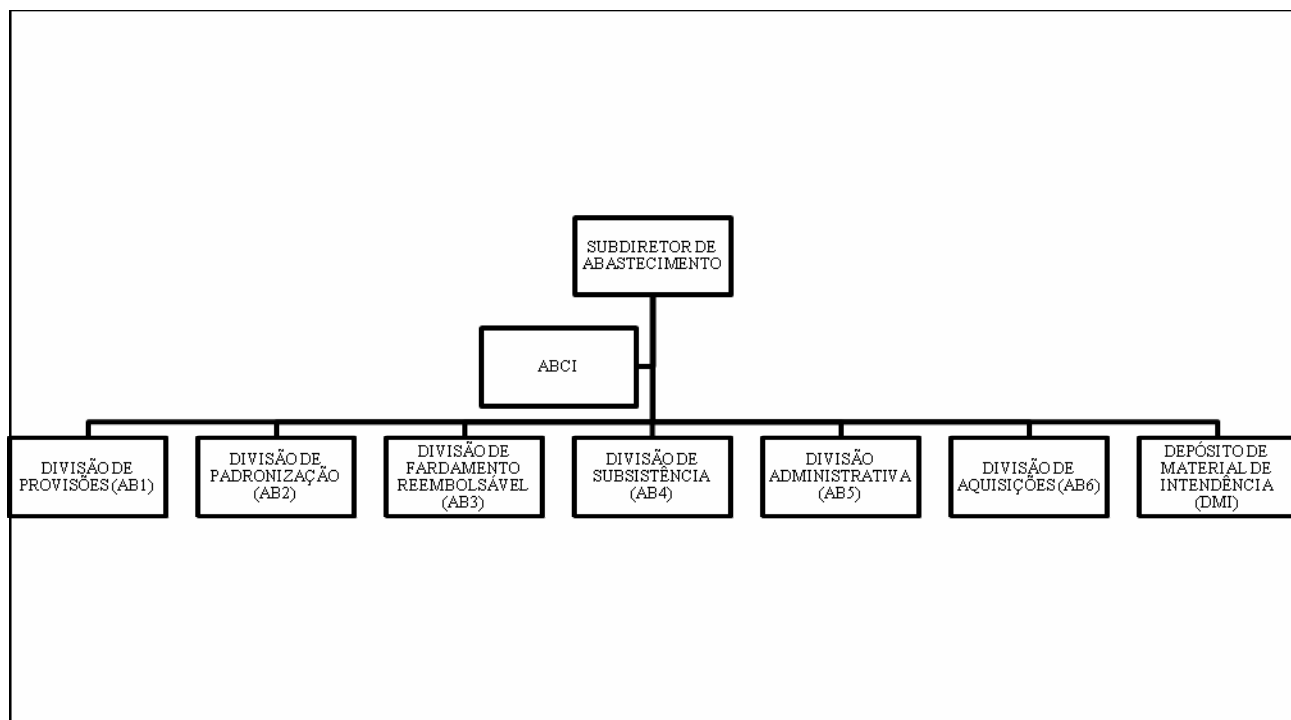 SUBDIRETOR DE
ABASTECIMENTO
ABCI
DIVISÃO DE
PROVISÕES (AB1)
DIVISÃO DE
PADRONIZAÇÃO
(AB2)
DIVISÃO DE
FARDAMENTO
REEMBOLSÁVEL
(AB3)
DIVISÃO DE
SUBSISTÊNCIA
(AB4)
DIVISÃO
ADMINISTRATIVA
(AB5)
DIVISÃO DE
AQUISIÇÕES (AB6)
DEPÓSITO DE
MATERIAL DE
INTENDÊNCIA
(DMI)